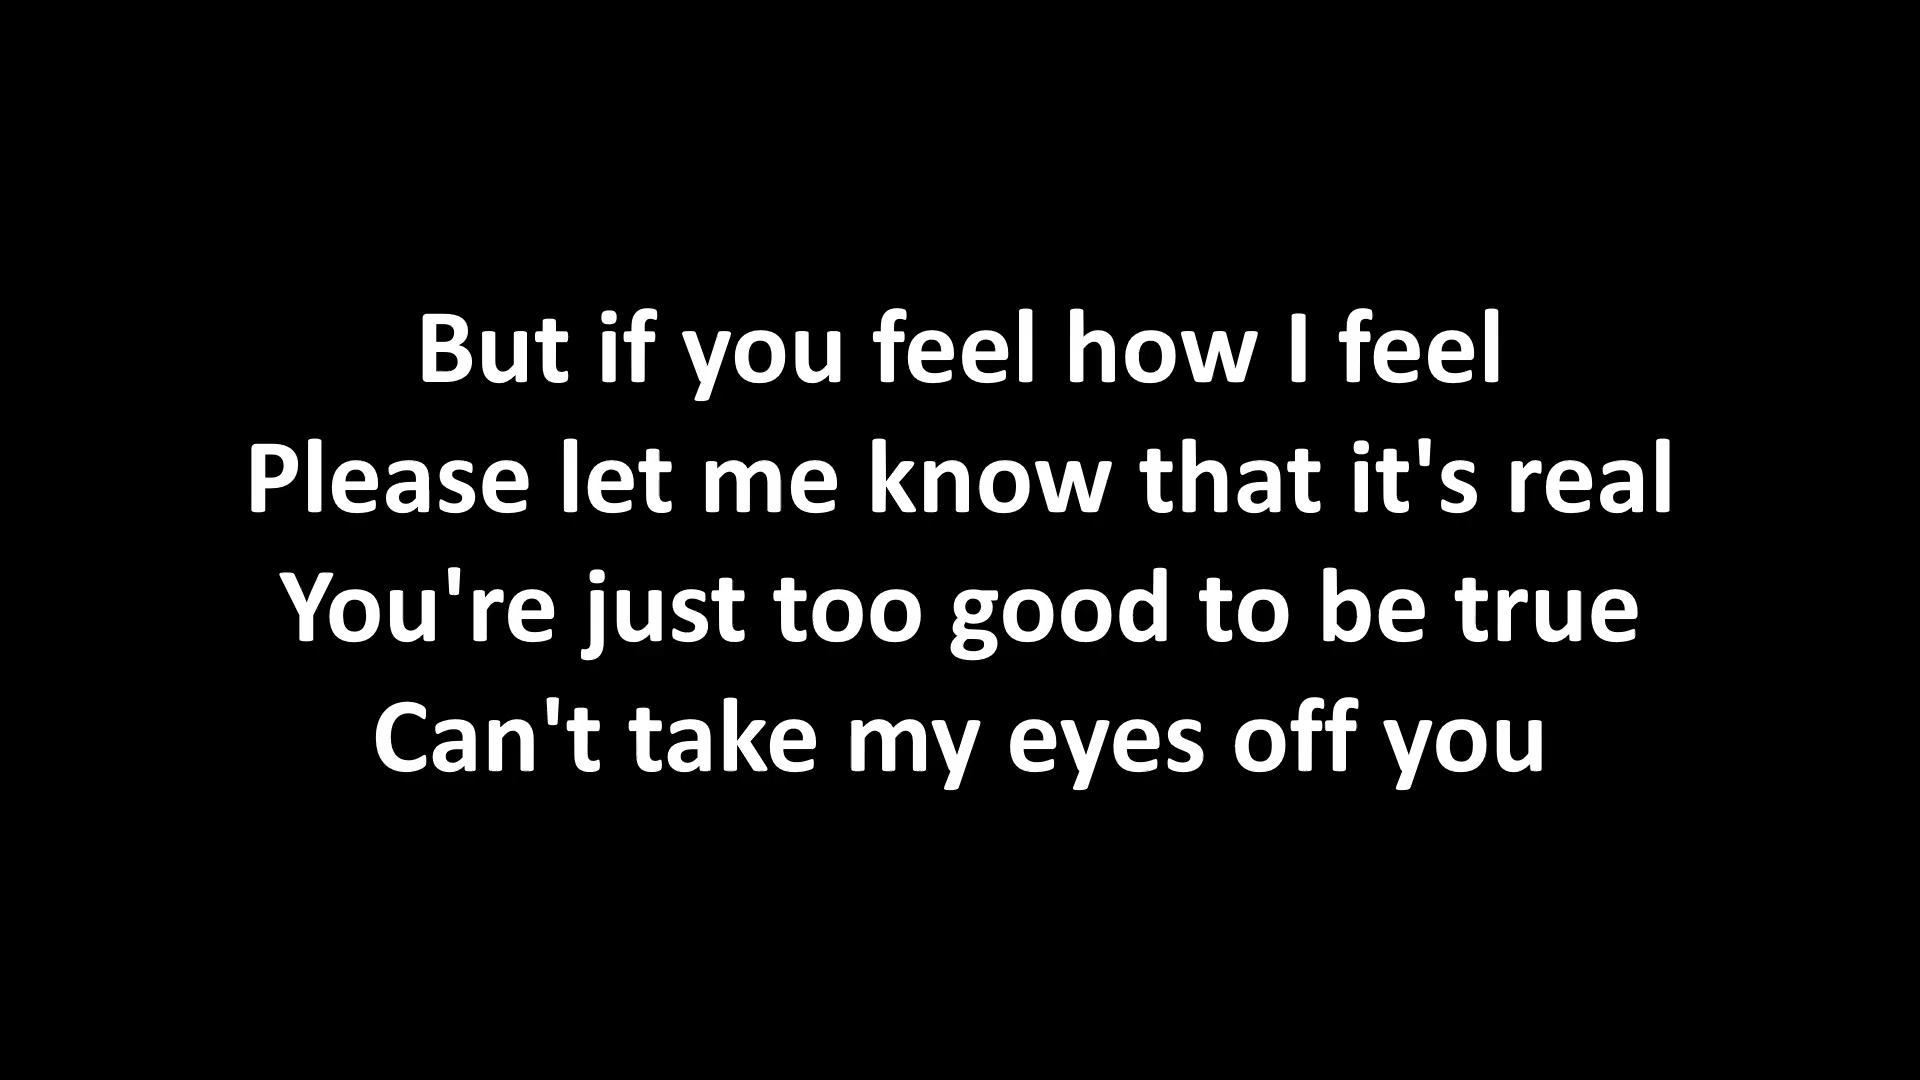 But if you feel how I feel
Please let me know that it's real
You're just too good to be true
Can't take my eyes off you